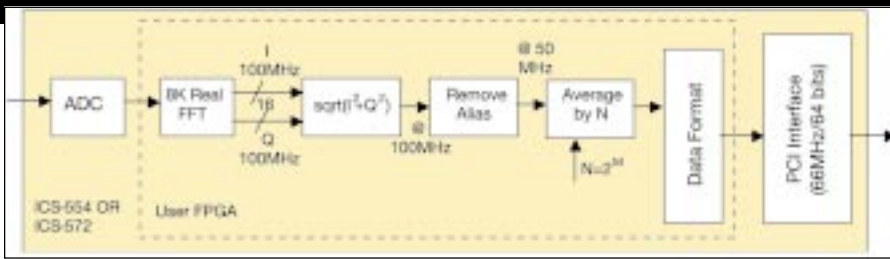 ADC
8K Real
FFT
I
100MHz
16
Q
100MHz
sqrt(I²+Q²)
@
100MHz
Remove
Alias
@ 50
MHz
Average
by N
N=2ᴹ
Data Format
PCI Interface
(66MHz/64 bits)
ICS-554 OR
ICS-572
User FPGA